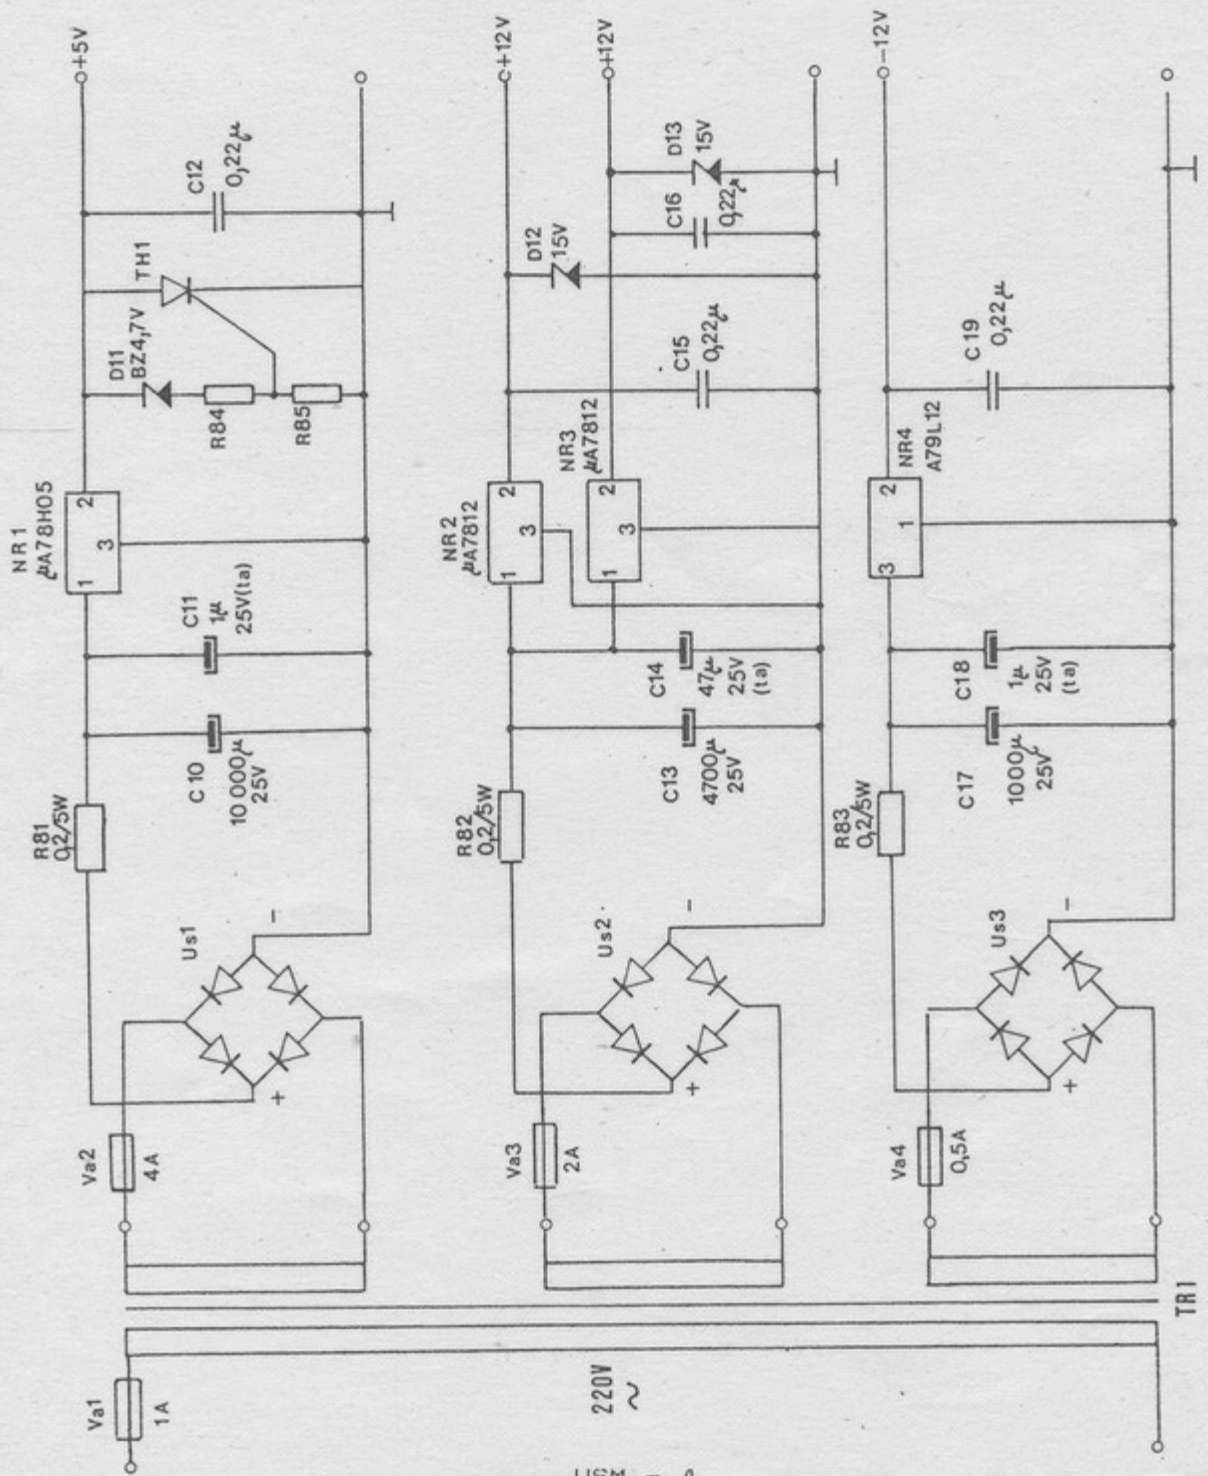 NR1
μA78H05
+5V
C12
0,22μ
TH1
D11
BZ4,7V
R84
R85
1
2
3
C11
1μ
25V(ta)
C10
10 000μ
25V
R81
0,2/5W
Us1
-
+
Va2
4A
+12V
+12V
D13
15V
C16
0,22μ
D12
15V
C15
0,22μ
NR2
μA7812
1
2
3
NR3
μA7812
1
2
3
C14
47μ
25V
(ta)
C13
4700μ
25V
R82
0,2/5W
Us2
-
+
Va3
2A
-12V
C19
0,22μ
NR4
A79L12
3
2
1
C18
1μ
25V
(ta)
C17
1000μ
25V
R83
0,2/5W
Us3
-
+
Va4
0,5A
TR1
Va1
1A
220V
~